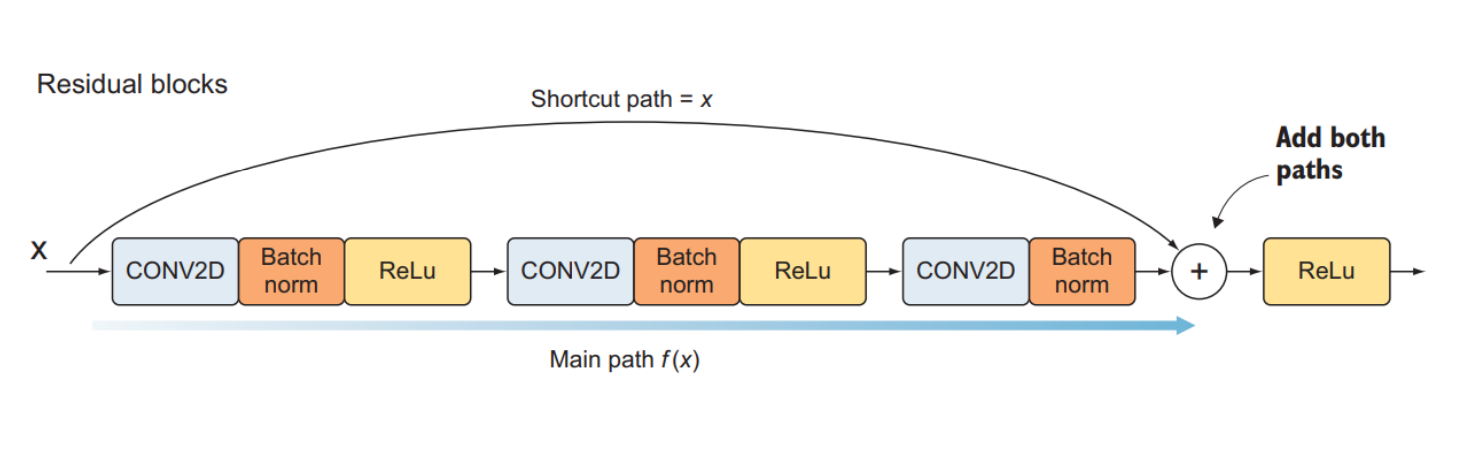 Residual blocks
Shortcut path = x
Add both
paths
X
CONV2D
Batch
norm
ReLu
CONV2D
Batch
norm
ReLu
CONV2D
Batch
norm
+
ReLu
Main path f(x)